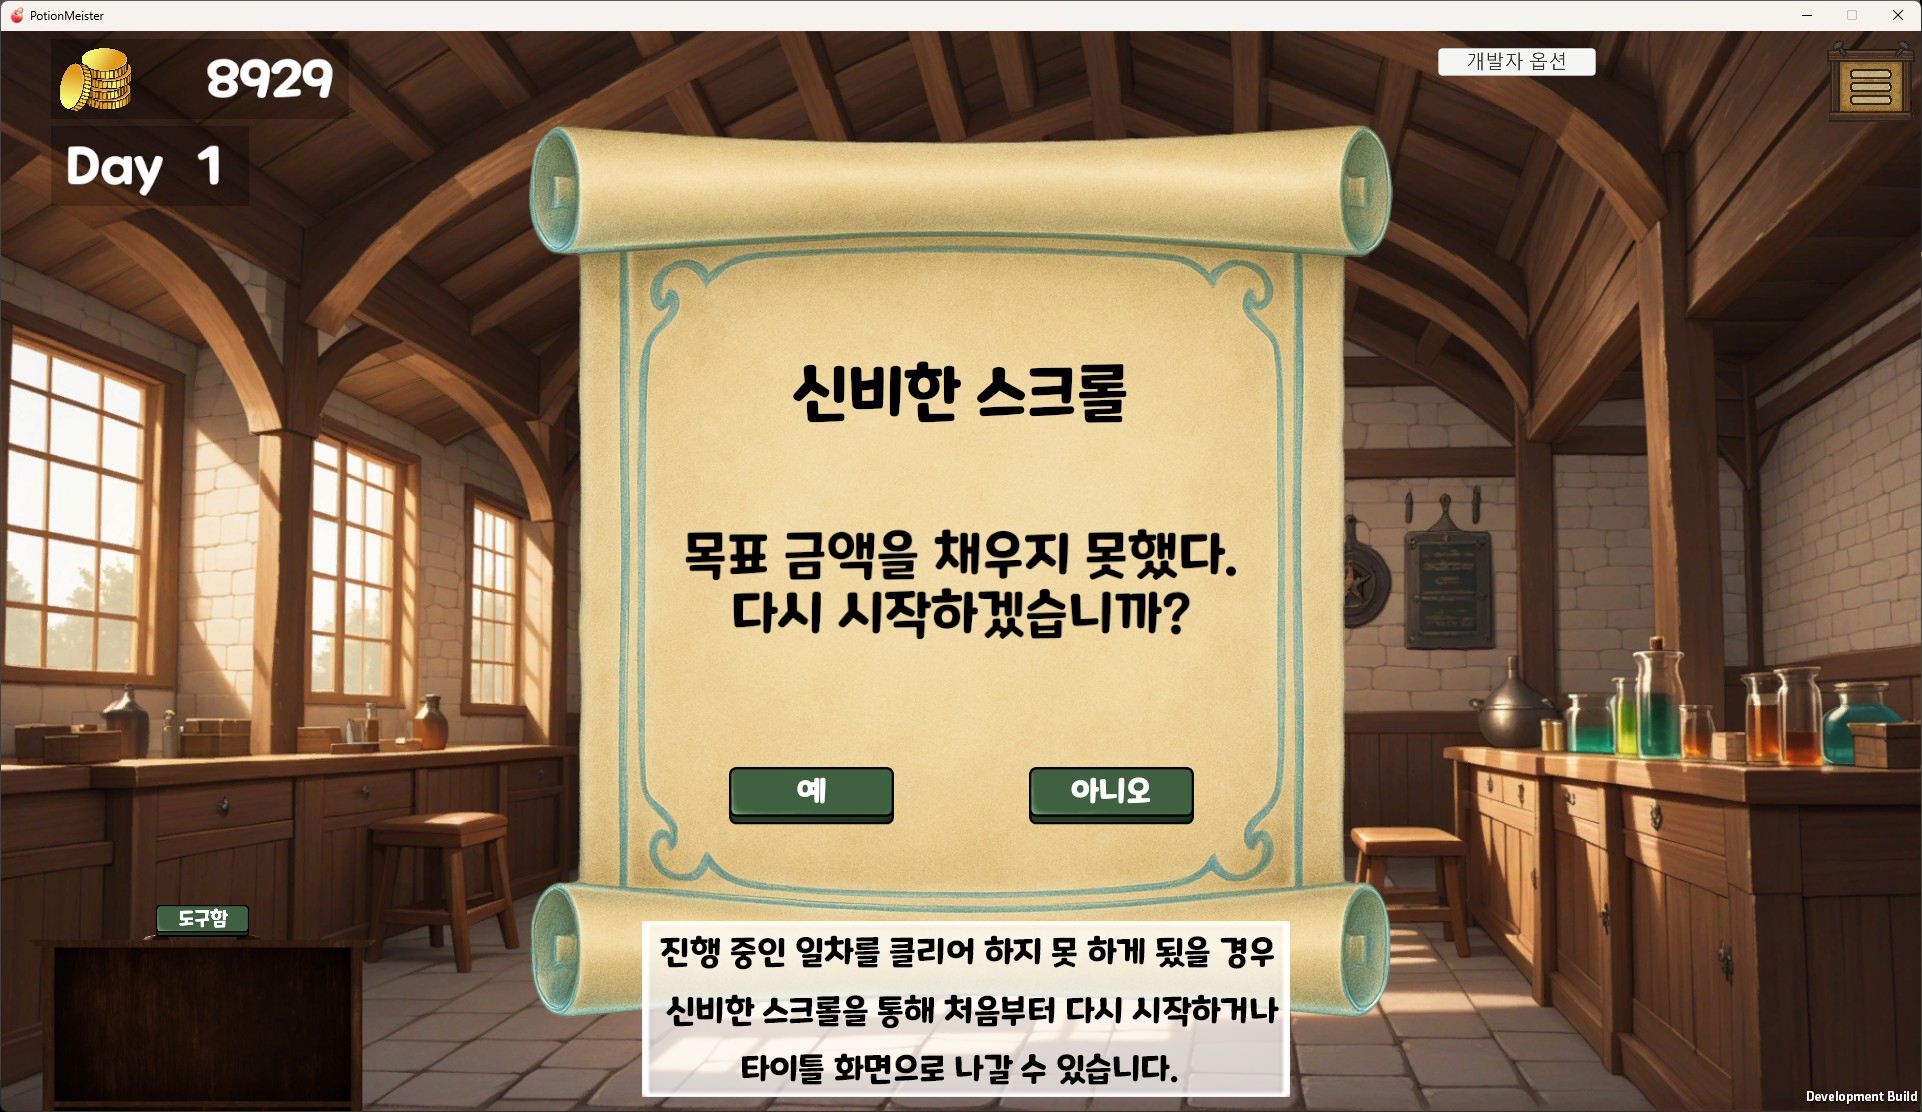 PotionMeister
8929
개발자 옵션
Day 1
신비한 스크롤
목표 금액을 채우지 못했다.
다시 시작하겠습니까?
예
아니오
도구함
진행 중인 일차를 클리어 하지 못 하게 됬을 경우
신비한 스크롤을 통해 처음부터 다시 시작하거나
타이틀 화면으로 나갈 수 있습니다.
Development Build